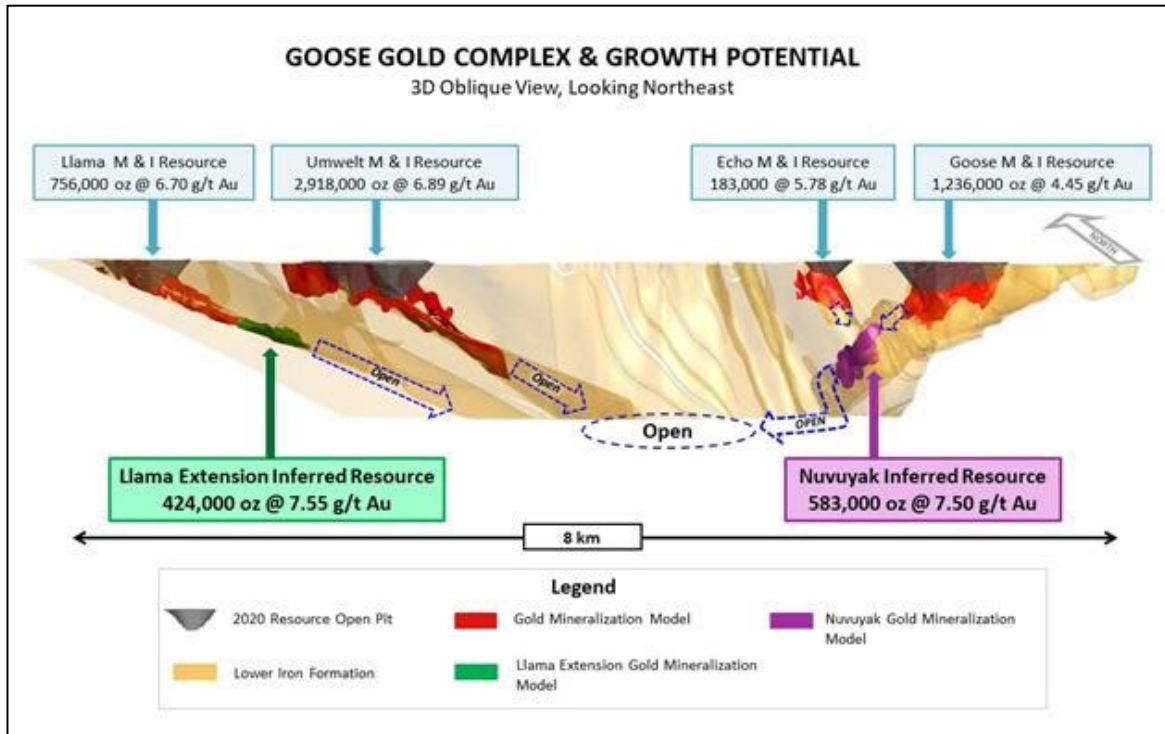 GOOSE GOLD COMPLEX & GROWTH POTENTIAL
3D Oblique View, Looking Northeast
Llama M & I Resource
756,000 oz @ 6.70 g/t Au
Umwelt M & I Resource
2,918,000 oz @ 6.89 g/t Au
Echo M & I Resource
183,000 @ 5.78 g/t Au
Goose M & I Resource
1,236,000 oz @ 4.45 g/t Au
NORTH
Open
Open
Open
OPEN
Llama Extension Inferred Resource
424,000 oz @ 7.55 g/t Au
Nuvuyak Inferred Resource
583,000 oz @ 7.50 g/t Au
8 km
Legend
2020 Resource Open Pit
Gold Mineralization Model
Nuvuyak Gold Mineralization
Model
Lower Iron Formation
Llama Extension Gold Mineralization
Model